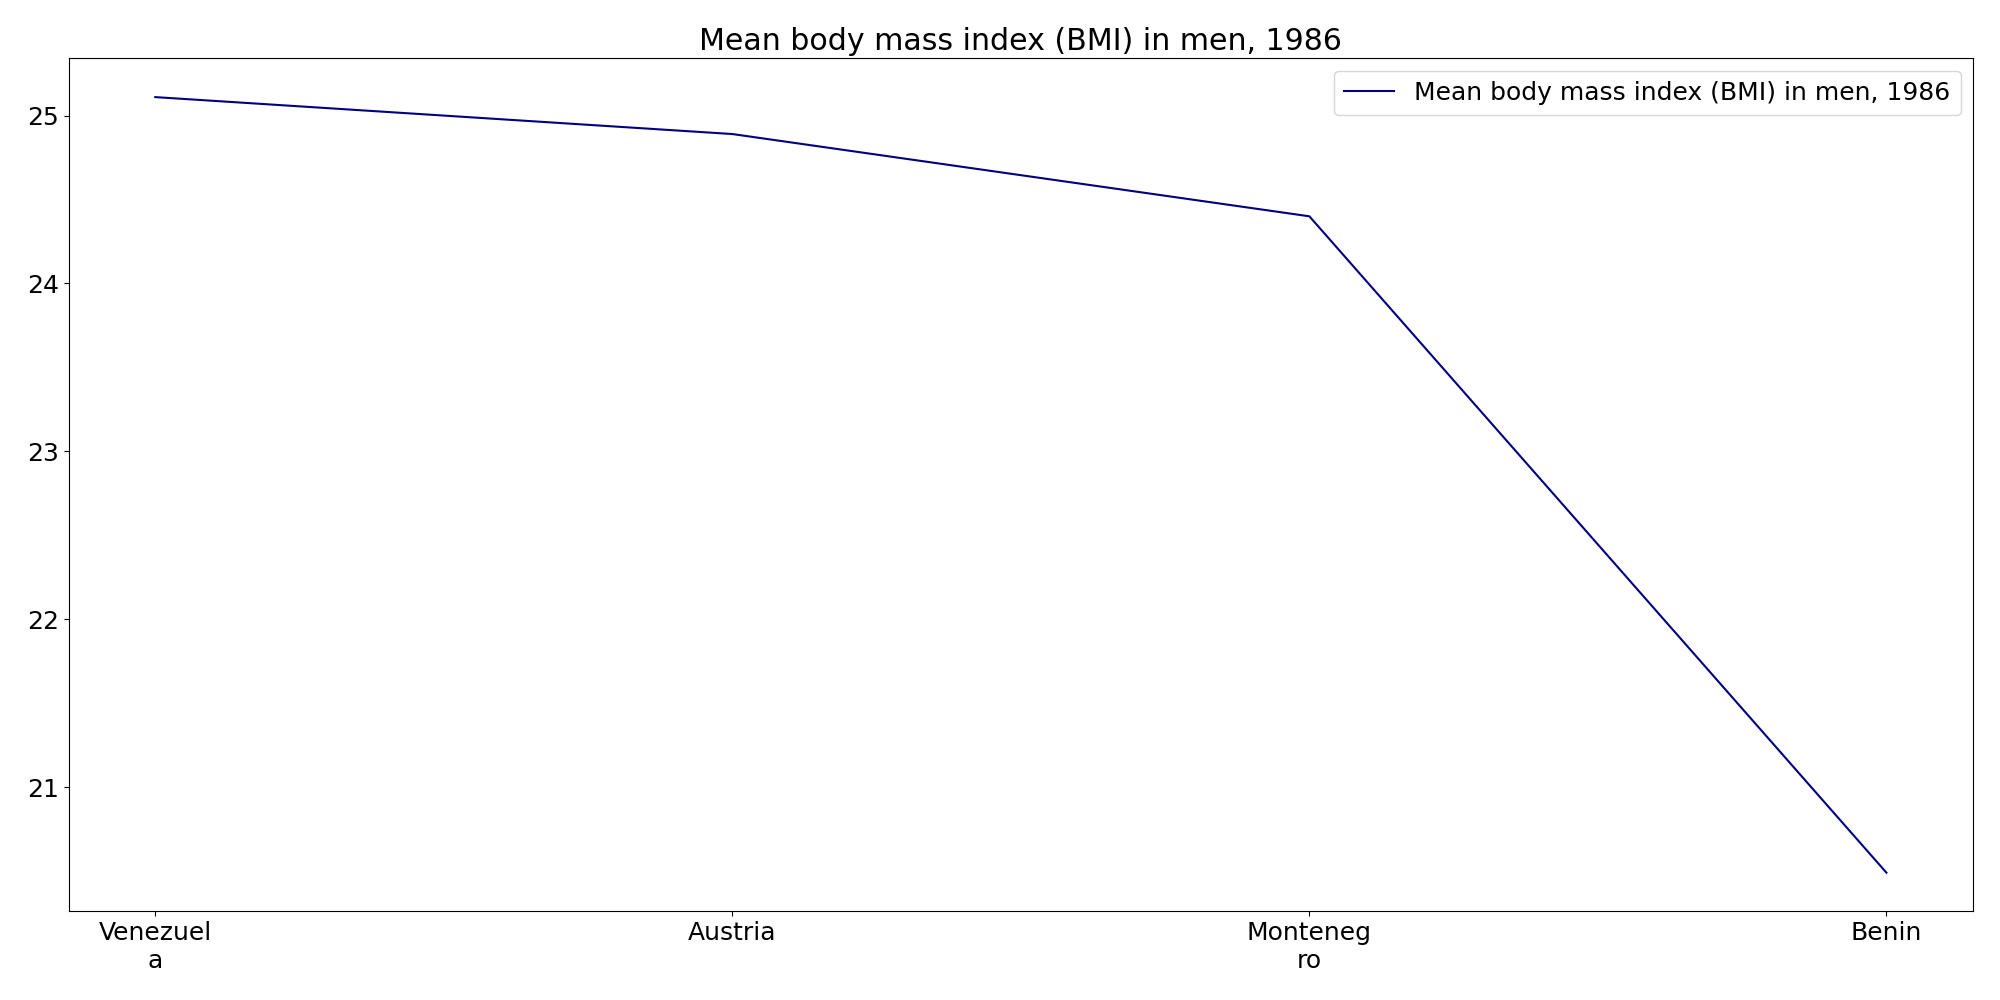 Mean body mass index (BMI) in men, 1986
Mean body mass index (BMI) in men, 1986
25
24
23
22
21
Venezuel
a
Austria
Monteneg
ro
Benin